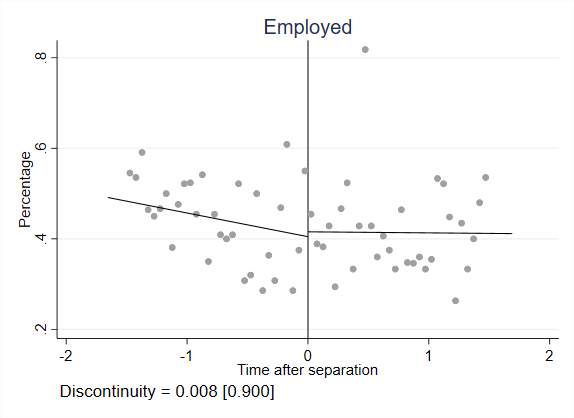 Employed
Percentage
.8
.6
.4
.2
-2 -1 0 1 2
Time after separation
Discontinuity = 0.008 [0.900]